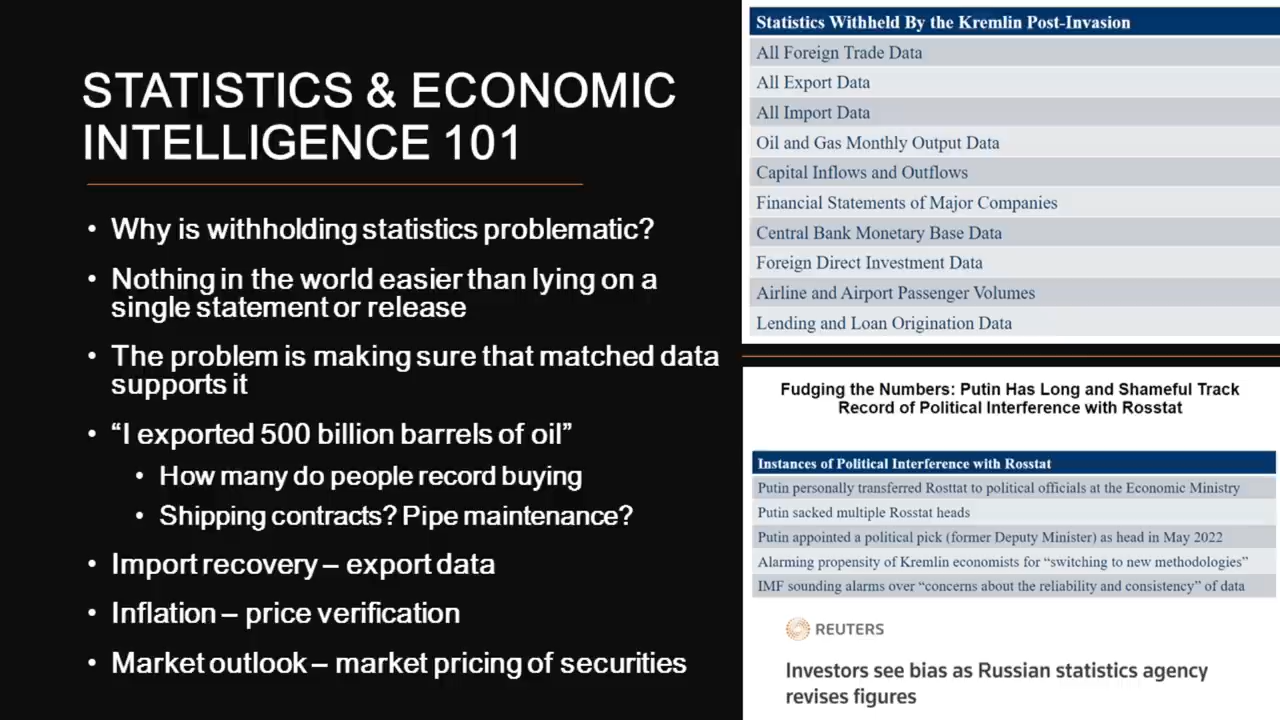 STATISTICS & ECONOMIC
INTELLIGENCE 101
• Why is withholding statistics problematic?
• Nothing in the world easier than lying on a
single statement or release
• The problem is making sure that matched data
supports it
• “I exported 500 billion barrels of oil”
• How many do people record buying
• Shipping contracts? Pipe maintenance?
• Import recovery – export data
• Inflation – price verification
• Market outlook – market pricing of securities
Statistics Withheld By the Kremlin Post-Invasion
All Foreign Trade Data
All Export Data
All Import Data
Oil and Gas Monthly Output Data
Capital Inflows and Outflows
Financial Statements of Major Companies
Central Bank Monetary Base Data
Foreign Direct Investment Data
Airline and Airport Passenger Volumes
Lending and Loan Origination Data
Fudging the Numbers: Putin Has Long and Shameful Track
Record of Political Interference with Rosstat
Instances of Political Interference with Rosstat
Putin personally transferred Rosttat to political officials at the Economic Ministry
Putin sacked multiple Rosstat heads
Putin appointed a political pick (former Deputy Minister) as head in May 2022
Alarming propensity of Kremlin economists for “switching to new methodologies”
IMF sounding alarms over “concerns about the reliability and consistency” of data
REUTERS
Investors see bias as Russian statistics agency
revises figures